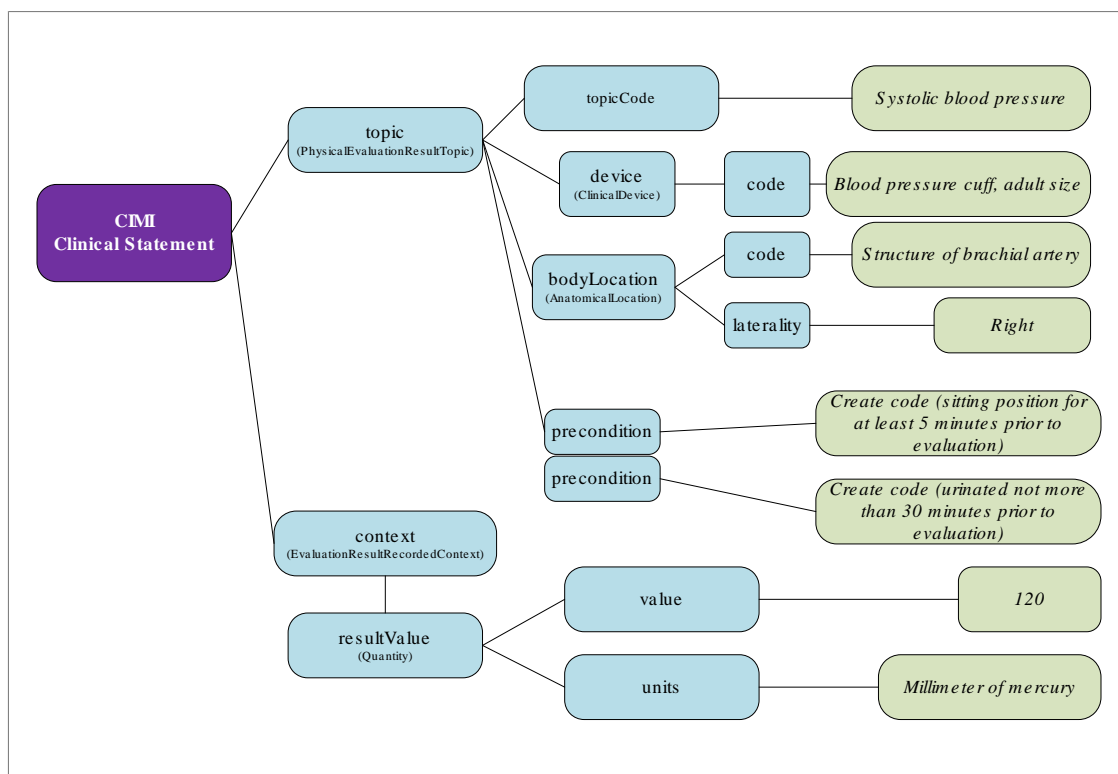 topicCode
Systolic blood pressure
topic
(PhysicalEvaluationResultTopic)
device
(ClinicalDevice)
code
Blood pressure cuff, adult size
CIMI
Clinical Statement
code
Structure of brachial artery
bodyLocation
(AnatomicalLocation)
laterality
Right
precondition
Create code (sitting position for
at least 5 minutes prior to
evaluation)
precondition
Create code (urinated not more
than 30 minutes prior to
evaluation)
context
(EvaluationResultRecordedContext)
value
120
resultValue
(Quantity)
units
Millimeter of mercury